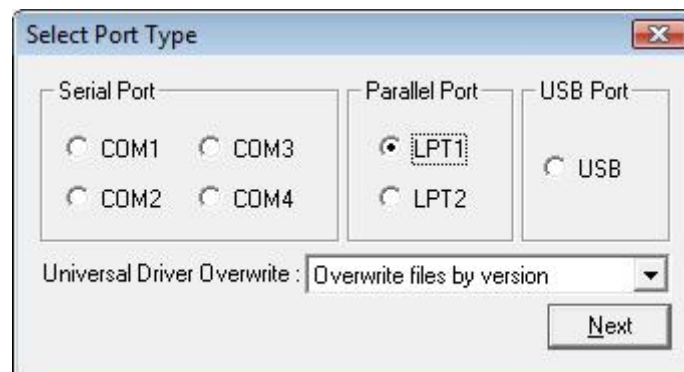 Select Port Type
Serial Port Parallel Port USB Port
COM1 COM3 LPT1 USB
COM2 COM4 LPT2
Universal Driver Overwrite : Overwrite files by version
Next